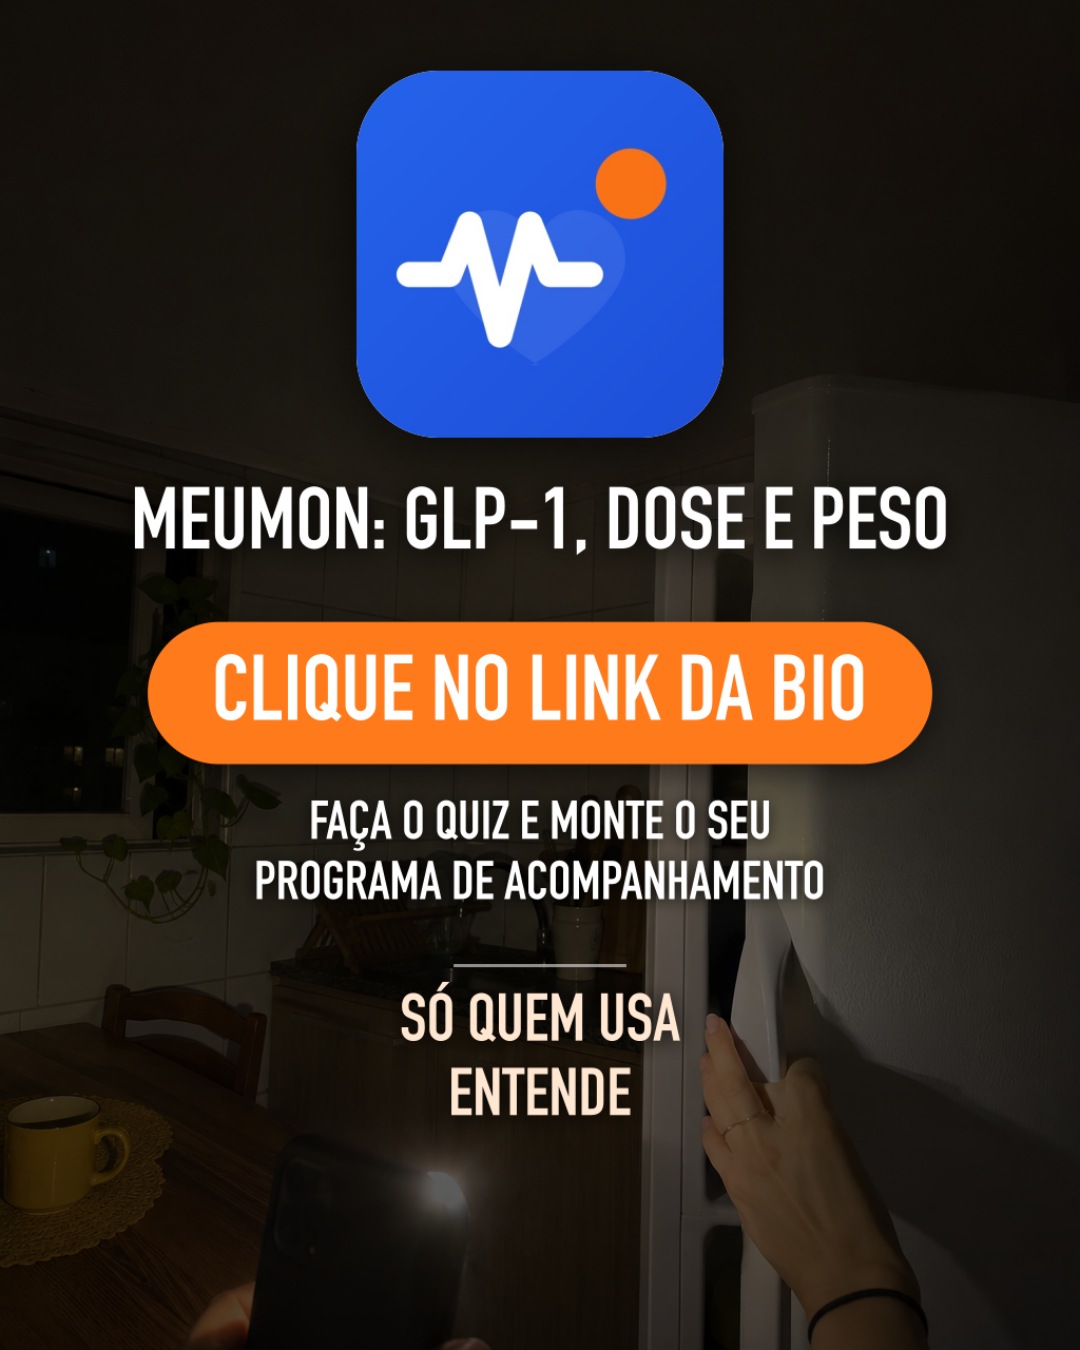 MEUMON: GLP-1, DOSE E PESO
CLIQUE NO LINK DA BIO
FAÇA O QUIZ E MONTE O SEU
PROGRAMA DE ACOMPANHAMENTO
SÓ QUEM USA
ENTENDE